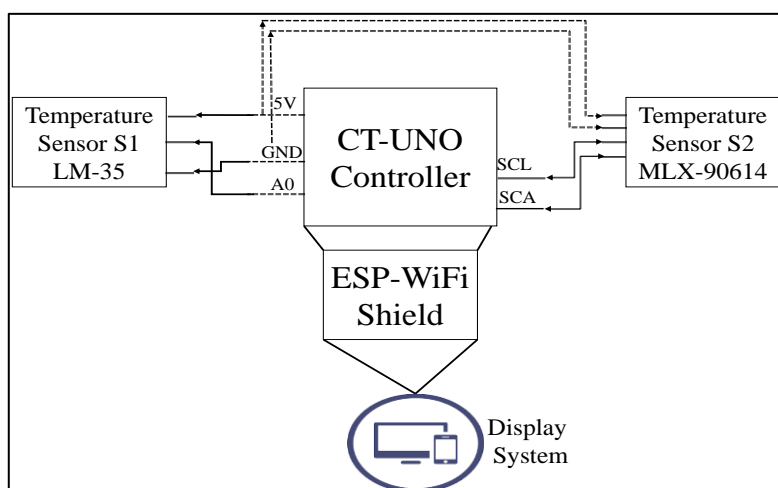 Temperature
Sensor S1
LM-35
5V
GND
A0
CT-UNO
Controller
SCL
SCA
Temperature
Sensor S2
MLX-90614
ESP-WiFi
Shield
Display
System